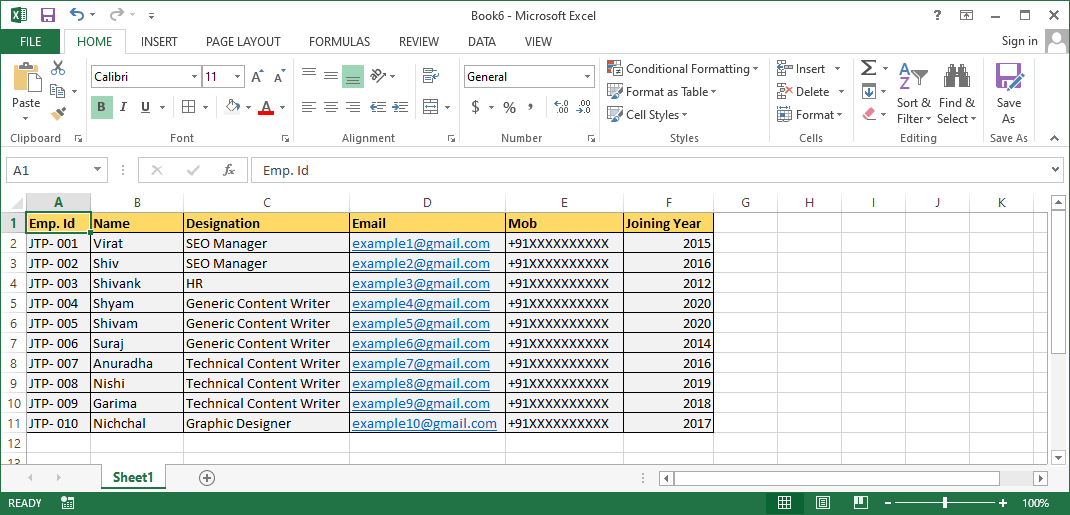 Book6 - Microsoft Excel
?
FILE HOME INSERT PAGE LAYOUT FORMULAS REVIEW DATA VIEW Sign in
Paste
Calibri 11
B I U A
General
$ % ,
Conditional Formatting
Format as Table
Cell Styles
Insert
Delete
Format
Sort & Filter
Find & Select
Save As
Clipboard Font Alignment Number Styles Cells Editing Save As
A1 fx Emp. Id
A B C D E F G H I J K
1 Emp. Id Name Designation Email Mob Joining Year
2 JTP- 001 Virat SEO Manager example1@gmail.com +91XXXXXXXXXX 2015
3 JTP- 002 Shiv SEO Manager example2@gmail.com +91XXXXXXXXXX 2016
4 JTP- 003 Shivank HR example3@gmail.com +91XXXXXXXXXX 2012
5 JTP- 004 Shyam Generic Content Writer example4@gmail.com +91XXXXXXXXXX 2020
6 JTP- 005 Shivam Generic Content Writer example5@gmail.com +91XXXXXXXXXX 2020
7 JTP- 006 Suraj Generic Content Writer example6@gmail.com +91XXXXXXXXXX 2014
8 JTP- 007 Anuradha Technical Content Writer example7@gmail.com +91XXXXXXXXXX 2016
9 JTP- 008 Nishi Technical Content Writer example8@gmail.com +91XXXXXXXXXX 2019
10 JTP- 009 Garima Technical Content Writer example9@gmail.com +91XXXXXXXXXX 2018
11 JTP- 010 Nichchal Graphic Designer example10@gmail.com +91XXXXXXXXXX 2017
12
13
Sheet1
READY 100%